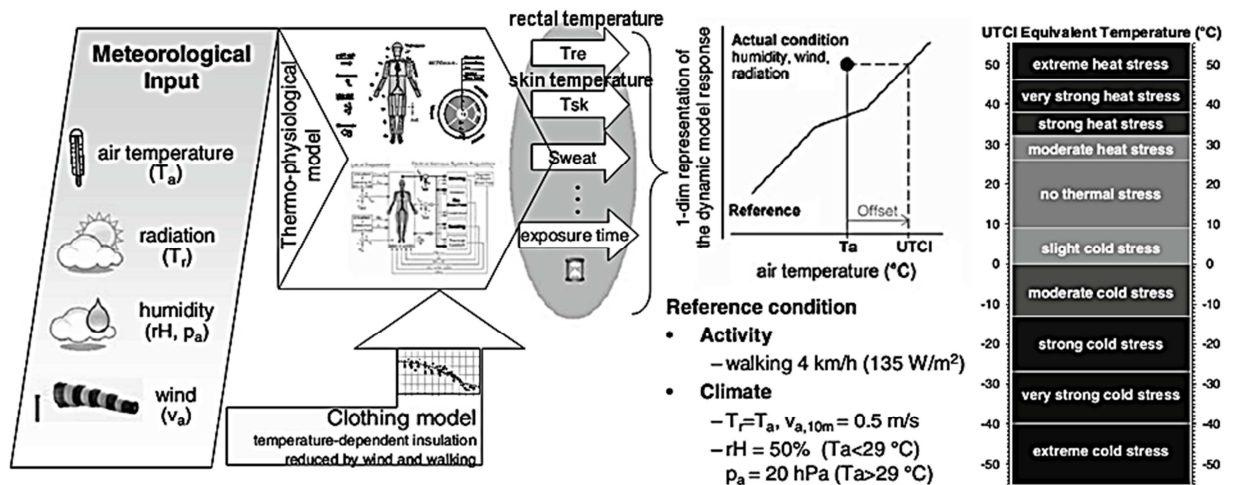 Meteorological
Input
air temperature
(Ta)
radiation
(Tr)
humidity
(rH, pa)
wind
(va)
Thermo-physiological
model
Clothing model
temperature-dependent insulation
reduced by wind and walking
rectal temperature
Tre
skin temperature
Tsk
Sweat
exposure time
1-dim representation of
the dynamic model response
Actual condition
humidity, wind,
radiation
Reference
Offset
Ta
UTCI
air temperature (°C)
Reference condition
• Activity
– walking 4 km/h (135 W/m²)
• Climate
– Tr=Ta, va,10m = 0.5 m/s
– rH = 50% (Ta<29 °C)
pa = 20 hPa (Ta>29 °C)
UTCI Equivalent Temperature (°C)
50 extreme heat stress 50
40 very strong heat stress 40
strong heat stress
30 moderate heat stress 30
20 no thermal stress 20
10 10
slight cold stress
0 0
-10 moderate cold stress -10
-20 strong cold stress -20
-30 very strong cold stress -30
-40 -40
-50 extreme cold stress -50